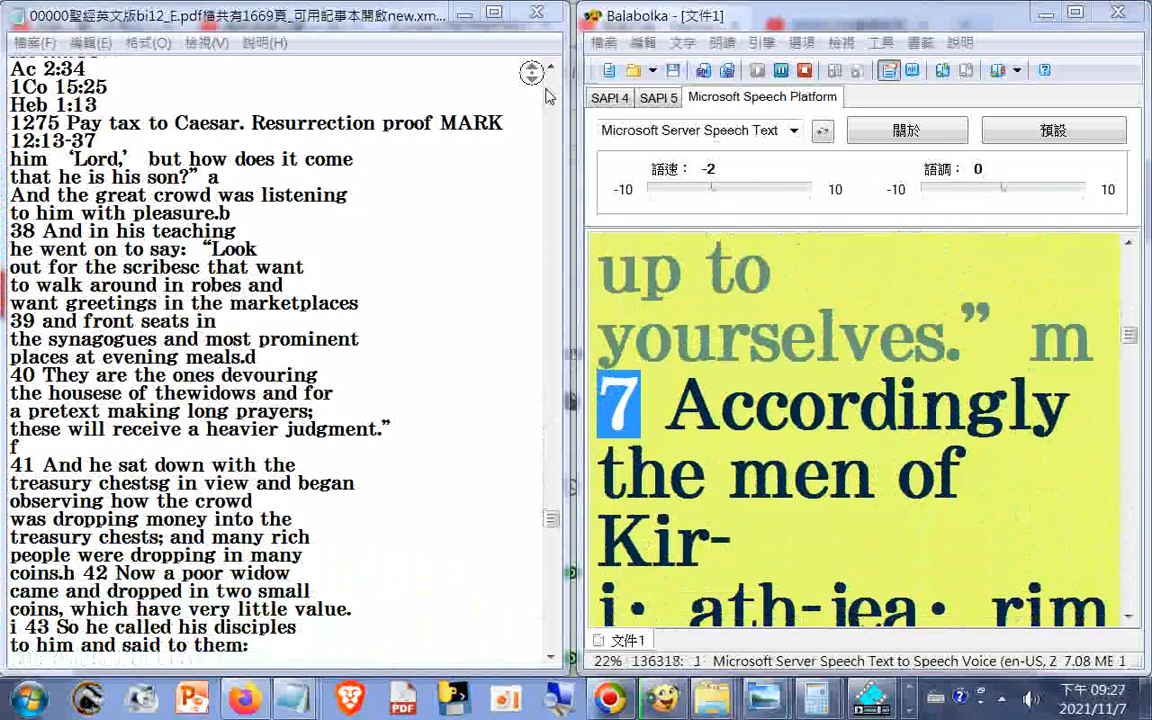 00000聖經英文版bi12_E.pdf檔共有1669頁_可用記事本開啟new.xm...
檔案(F) 編輯(E) 格式(O) 檢視(V) 說明(H)
Ac 2:34
1Co 15:25
Heb 1:13
1275 Pay tax to Caesar. Resurrection proof MARK
12:13-37
him ‘Lord,’ but how does it come
that he is his son?” a
And the great crowd was listening
to him with pleasure.b
38 And in his teaching
he went on to say: “Look
out for the scribesc that want
to walk around in robes and
want greetings in the marketplaces
39 and front seats in
the synagogues and most prominent
places at evening meals.d
40 They are the ones devouring
the housese of thewidows and for
a pretext making long prayers;
these will receive a heavier judgment.”
f
41 And he sat down with the
treasury chestsg in view and began
observing how the crowd
was dropping money into the
treasury chests; and many rich
people were dropping in many
coins.h 42 Now a poor widow
came and dropped in two small
coins, which have very little value.
i 43 So he called his disciples
to him and said to them:
Balabolka - [文件1]
檔案 編輯 文字 朗讀 引擎 選項 檢視 工具 書籤 說明
SAPI 4 SAPI 5 Microsoft Speech Platform
Microsoft Server Speech Text
關於
預設
語速： -2
-10 10
語調： 0
-10 10
up to
yourselves.” m
7 Accordingly
the men of
Kir-
i· ath-jea· rim
文件1
22% 136318: 1 Microsoft Server Speech Text to Speech Voice (en-US, Z 7.08 ME 1
PDF
下午 09:27
2021/11/7